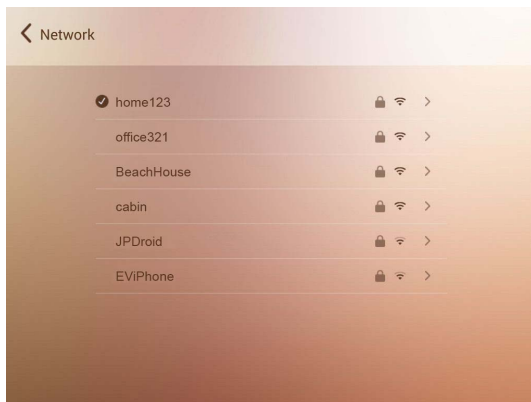 Network
home123
office321
BeachHouse
cabin
JPDroid
EViPhone